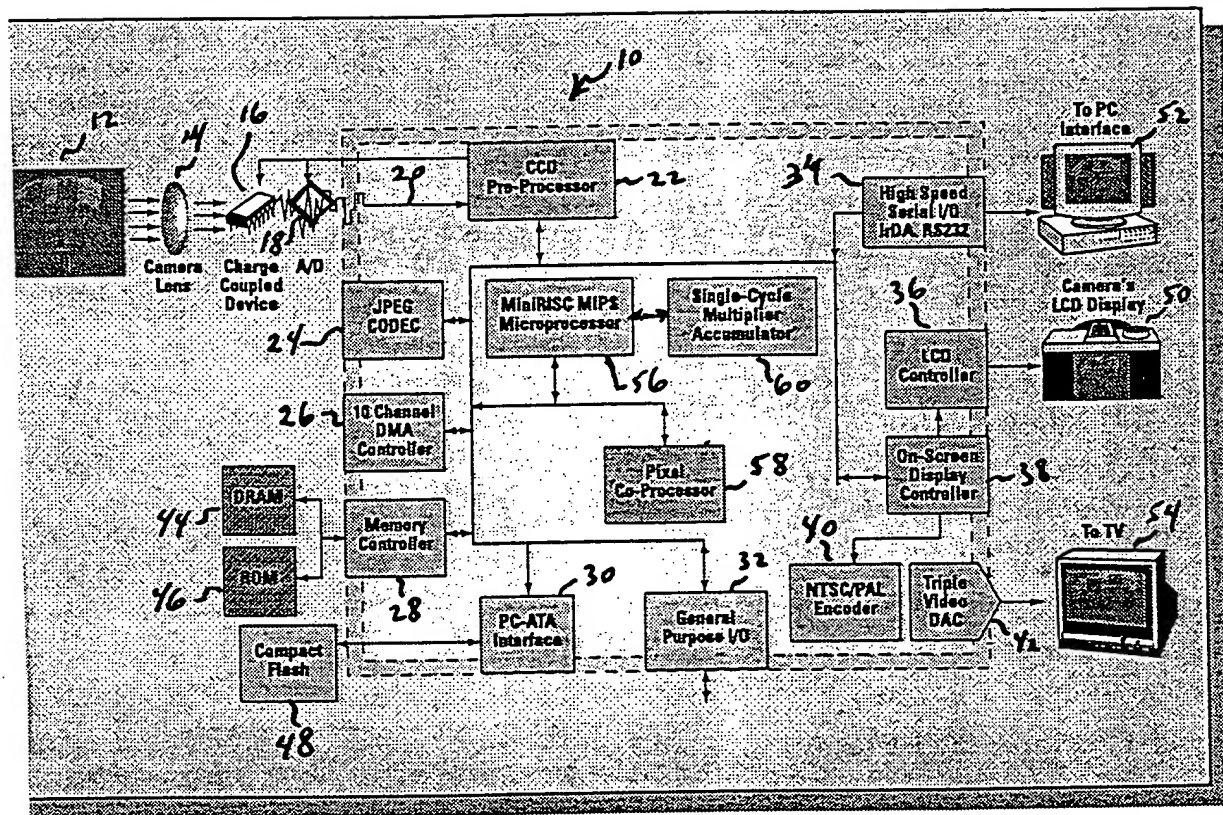 10
12
14
16
18
20
Camera
Lens
Charge
Coupled
Device
A/D
CCD
Pro-Processor
22
34
High Speed
Serial I/O
IrDA, RS232
To PC
Interface
52
JPEG
CODEC
24
MiniRISC MIPS
Microprocessor
56
Single-Cycle
Multiplier
Accumulator
60
36
LCD
Controller
Camera's
LCD Display
50
26
10 Channel
DMA
Controller
Pixel
Co-Processor
58
On-Screen
Display
Controller
38
DRAM
44
ROM
46
Memory
Controller
28
Compact
Flash
48
30
PC-ATA
Interface
32
General
Purpose I/O
40
NTSC/PAL
Encoder
Triple
Video
DAC
42
To TV
54